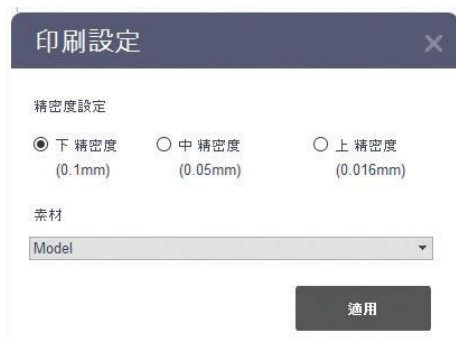 印刷設定
精密度設定
下 精密度 中 精密度 上 精密度
(0.1mm) (0.05mm) (0.016mm)
素材
Model
適用